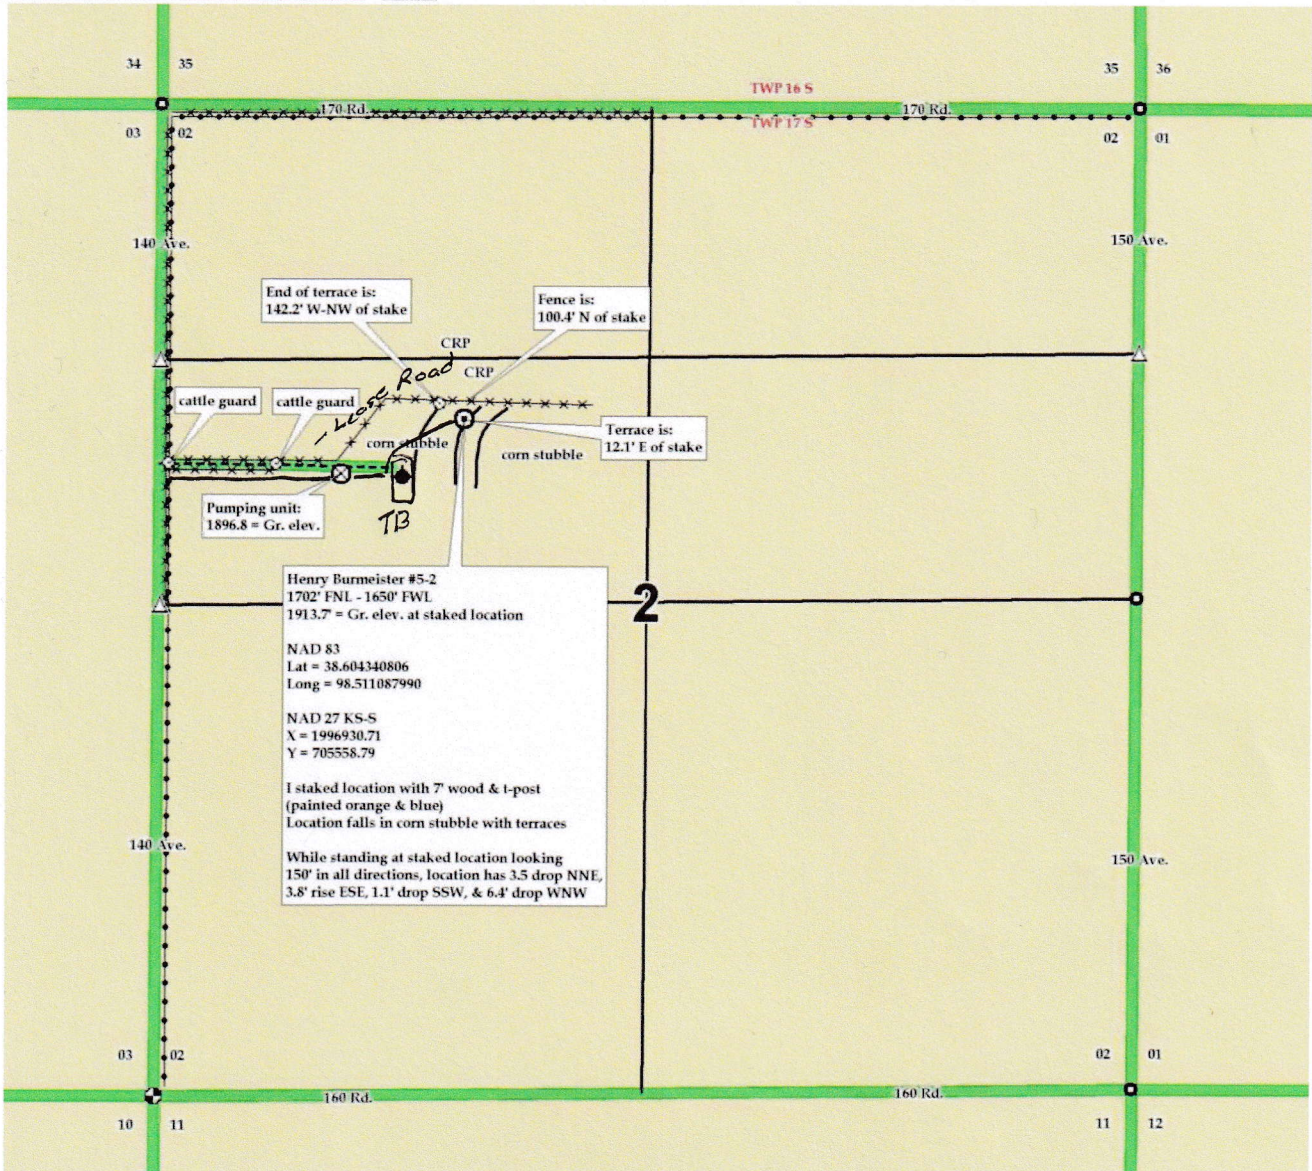 34 35
35 36
TWP 16 S
170 Rd.
170 Rd.
TWP 17 S
03 02
02 01
140 Ave.
150 Ave.
End of terrace is:
142.2' W-NW of stake
Fence is:
100.4' N of stake
CRP
CRP
Lease Road
cattle guard
cattle guard
corn stubble
Terrace is:
12.1' E of stake
corn stubble
Pumping unit:
1896.8 = Gr. elev.
TB
Henry Burmeister #5-2
1702' FNL - 1650' FWL
1913.7' = Gr. elev. at staked location
NAD 83
Lat = 38.604340806
Long = 98.511087990
NAD 27 KS-S
X = 1996930.71
Y = 705558.79
I staked location with 7' wood & t-post
(painted orange & blue)
Location falls in corn stubble with terraces
While standing at staked location looking
150' in all directions, location has 3.5 drop NNE,
3.8' rise ESE, 1.1' drop SSW, & 6.4' drop WNW
2
140 Ave.
150 Ave.
03 02
02 01
160 Rd.
160 Rd.
10 11
11 12